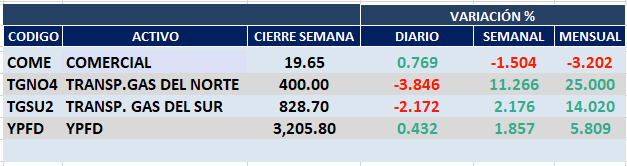 VARIACIÓN %
CODIGO ACTIVO CIERRE SEMANA DIARIO SEMANAL MENSUAL
COME COMERCIAL 19.65 0.769 -1.504 -3.202
TGNO4 TRANSP.GAS DEL NORTE 400.00 -3.846 11.266 25.000
TGSU2 TRANSP. GAS DEL SUR 828.70 -2.172 2.176 14.020
YPFD YPFD 3,205.80 0.432 1.857 5.809